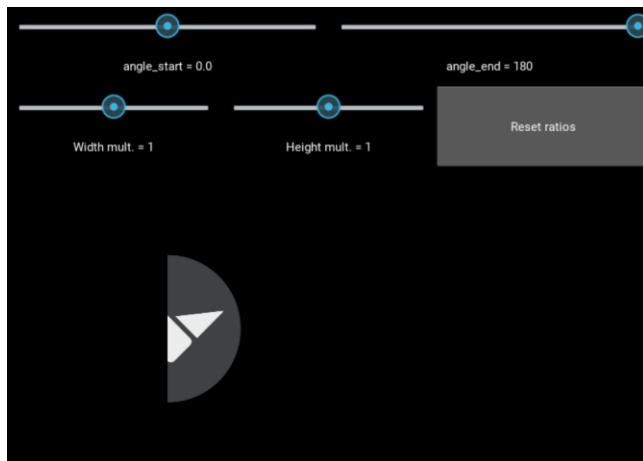 angle_start = 0.0
angle_end = 180
Width mult. = 1
Height mult. = 1
Reset ratios